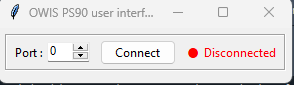 OWIS PS90 user interf...
Port : 0 Connect Disconnected